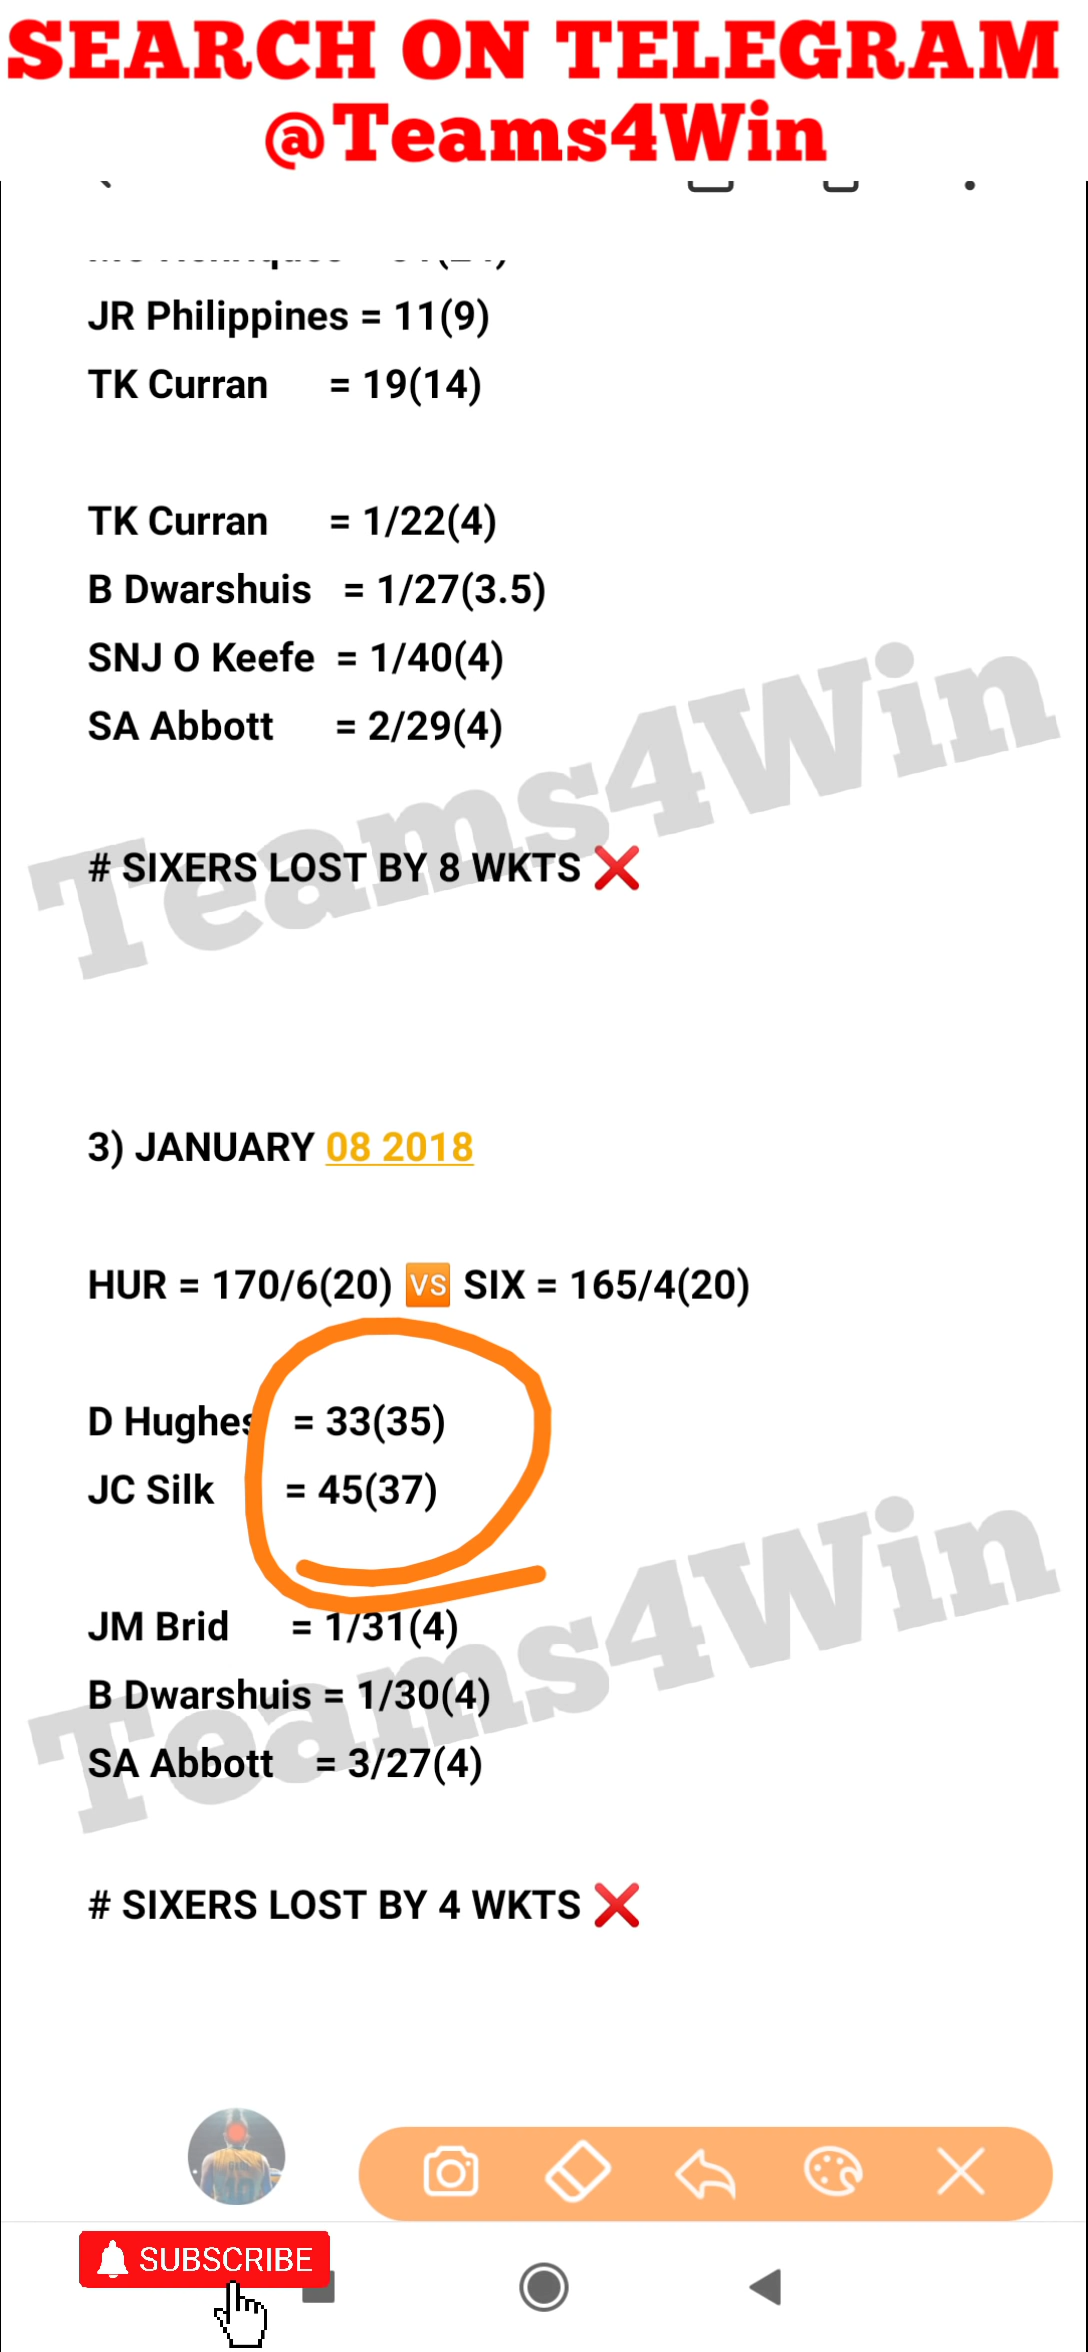 SEARCH ON TELEGRAM
@Teams4Win
JR Philippines = 11(9)
TK Curran = 19(14)
TK Curran = 1/22(4)
B Dwarshuis = 1/27(3.5)
SNJ O Keefe = 1/40(4)
SA Abbott = 2/29(4)
Teams4Win
# SIXERS LOST BY 8 WKTS ❌
3) JANUARY 08 2018
HUR = 170/6(20) 🆚 SIX = 165/4(20)
D Hughes = 33(35)
JC Silk = 45(37)
JM Brid = 1/31(4)
B Dwarshuis = 1/30(4)
SA Abbott = 3/27(4)
Teams4Win
# SIXERS LOST BY 4 WKTS ❌
SUBSCRIBE